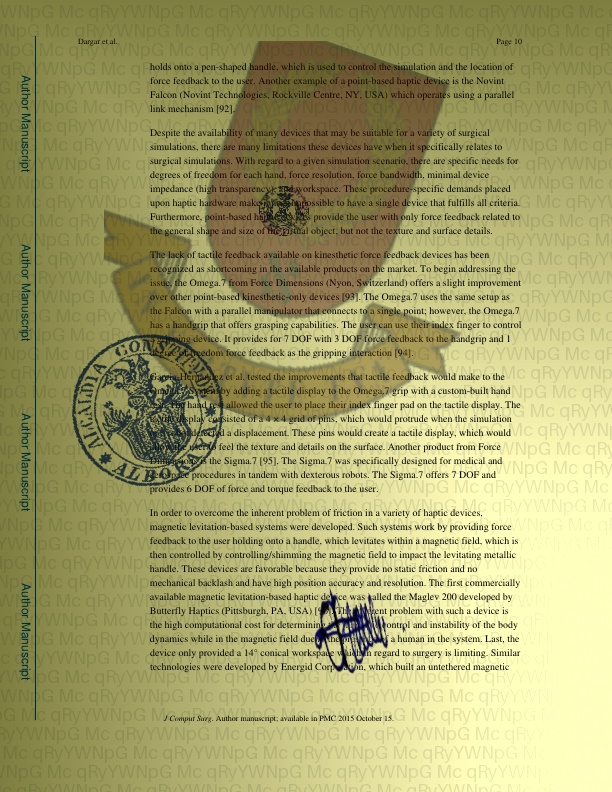 Dargar et al.
Page 10
Author Manuscript
Author Manuscript
Author Manuscript
Author Manuscript
holds onto a pen-shaped handle, which is used to control the simulation and the location of
force feedback to the user. Another example of a point-based haptic device is the Novint
Falcon (Novint Technologies, Rockville Centre, NY, USA) which operates using a parallel
link mechanism [92].
Despite the availability of many devices that may be suitable for a variety of surgical
simulations, there are many limitations these devices have when it specifically relates to
surgical simulations. With regard to a given simulation scenario, there are specific needs for
degrees of freedom for each hand, force resolution, force bandwidth, minimal device
impedance (high transparency), and workspace. These procedure-specific demands placed
upon haptic hardware make impossible to have a single device that fulfills all criteria.
Furthermore, point-based provide the user with only force feedback related to
the general shape and size of the virtual object, but not the texture and surface details.
The lack of tactile feedback available on kinesthetic force feedback devices has been
recognized as shortcoming in the available products on the market. To begin addressing the
issue, the Omega.7 from Force Dimensions (Nyon, Switzerland) offers a slight improvement
over other point-based kinesthetic-only devices [93]. The Omega.7 uses the same setup as
the Falcon with a parallel manipulator that connects to a single point; however, the Omega.7
has a handgrip that offers grasping capabilities. The user can use their index finger to control
a gripping device. It provides for 7 DOF with 3 DOF force feedback to the handgrip and 1
degree-of-freedom force feedback as the gripping interaction [94].
Garcia-Hernandez et al. tested the improvements that tactile feedback would make to the
by adding a tactile display to the Omega.7 grip with a custom-built hand
The hand rest allowed the user to place their index finger pad on the tactile display. The
tactile display consisted of a 4 × 4 grid of pins, which would protrude when the simulation
a displacement. These pins would create a tactile display, which would
feel the texture and details on the surface. Another product from Force
Dimensions is the Sigma.7 [95]. The Sigma.7 was specifically designed for medical and
procedures in tandem with dexterous robots. The Sigma.7 offers 7 DOF and
provides 6 DOF of force and torque feedback to the user.
In order to overcome the inherent problem of friction in a variety of haptic devices,
magnetic levitation-based systems were developed. Such systems work by providing force
feedback to the user holding onto a handle, which levitates within a magnetic field, which is
then controlled by controlling/shimming the magnetic field to impact the levitating metallic
handle. These devices are favorable because they provide no static friction and no
mechanical backlash and have high position accuracy and resolution. The first commercially
available magnetic levitation-based haptic device was called the Maglev 200 developed by
Butterfly Haptics (Pittsburgh, PA, USA) problem with such a device is
the high computational cost for determining control and instability of the body
dynamics while in the magnetic field due a human in the system. Last, the
device only provided a 14° conical workspace which in regard to surgery is limiting. Similar
technologies were developed by Energid Corporation, which built an untethered magnetic
J Comput Surg. Author manuscript; available in PMC 2015 October 15.
ALCALDIA